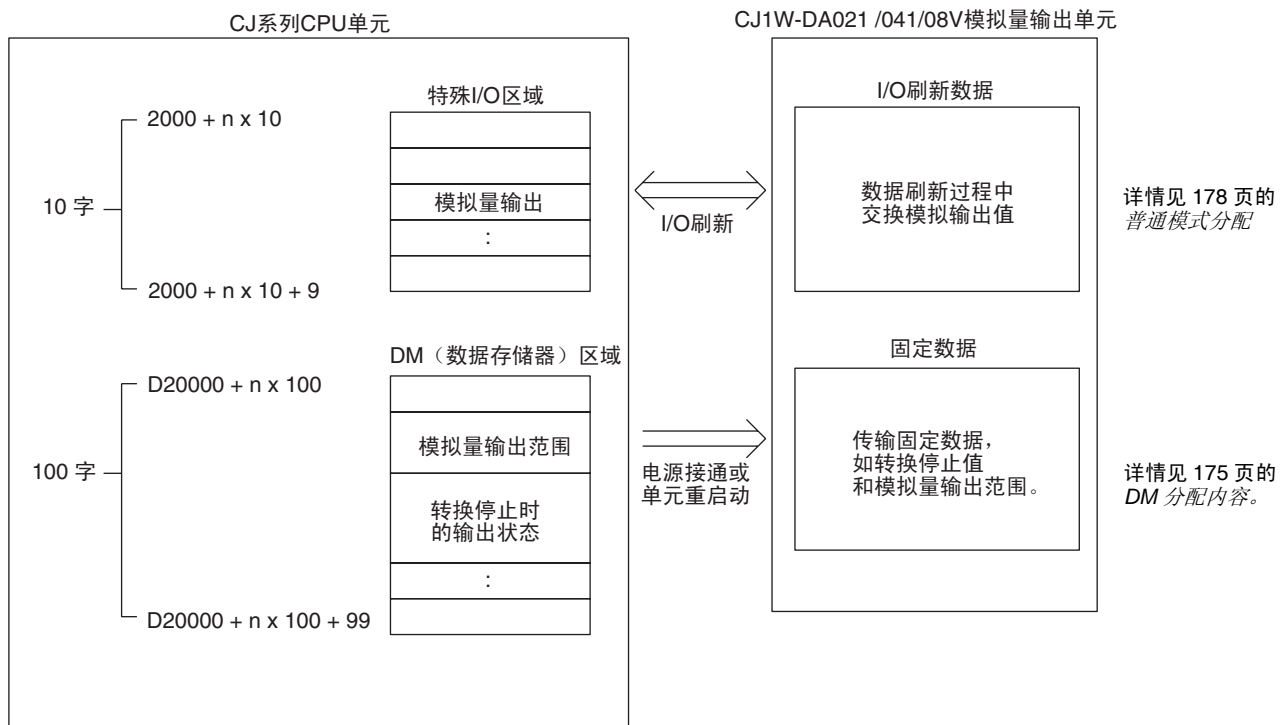 CJ系列CPU单元
CJ1W-DA021 /041/08V模拟量输出单元
特殊I/O区域
2000 + n x 10
10 字
模拟量输出
:
2000 + n x 10 + 9
I/O刷新
I/O刷新数据
数据刷新过程中
交换模拟输出值
详情见 178 页的
普通模式分配
DM（数据存储器）区域
D20000 + n x 100
100 字
模拟量输出范围
转换停止时
的输出状态
:
D20000 + n x 100 + 99
电源接通或
单元重启动
固定数据
传输固定数据，
如转换停止值
和模拟量输出范围。
详情见 175 页的
DM 分配内容。